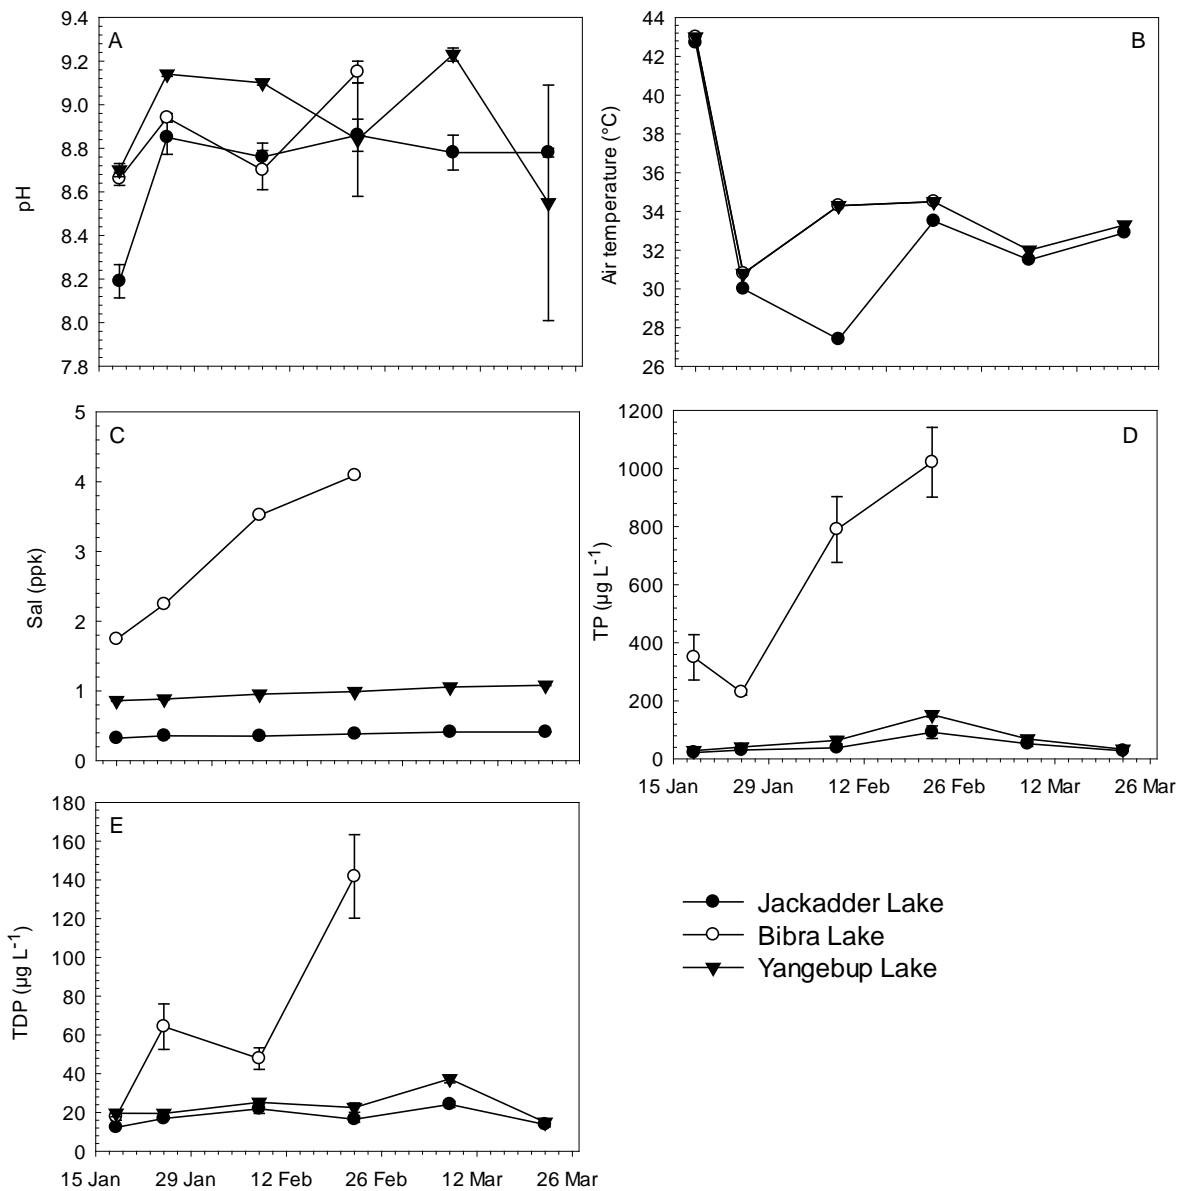 A
pH
9.4
9.2
9.0
8.8
8.6
8.4
8.2
8.0
7.8
B
Air temperature (°C)
44
42
40
38
36
34
32
30
28
26
C
Sal (ppk)
5
4
3
2
1
0
D
TP (µg L-1)
1200
1000
800
600
400
200
0
15 Jan 29 Jan 12 Feb 26 Feb 12 Mar 26 Mar
E
TDP (µg L-1)
180
160
140
120
100
80
60
40
20
0
15 Jan 29 Jan 12 Feb 26 Feb 12 Mar 26 Mar
Jackadder Lake
Bibra Lake
Yangebup Lake